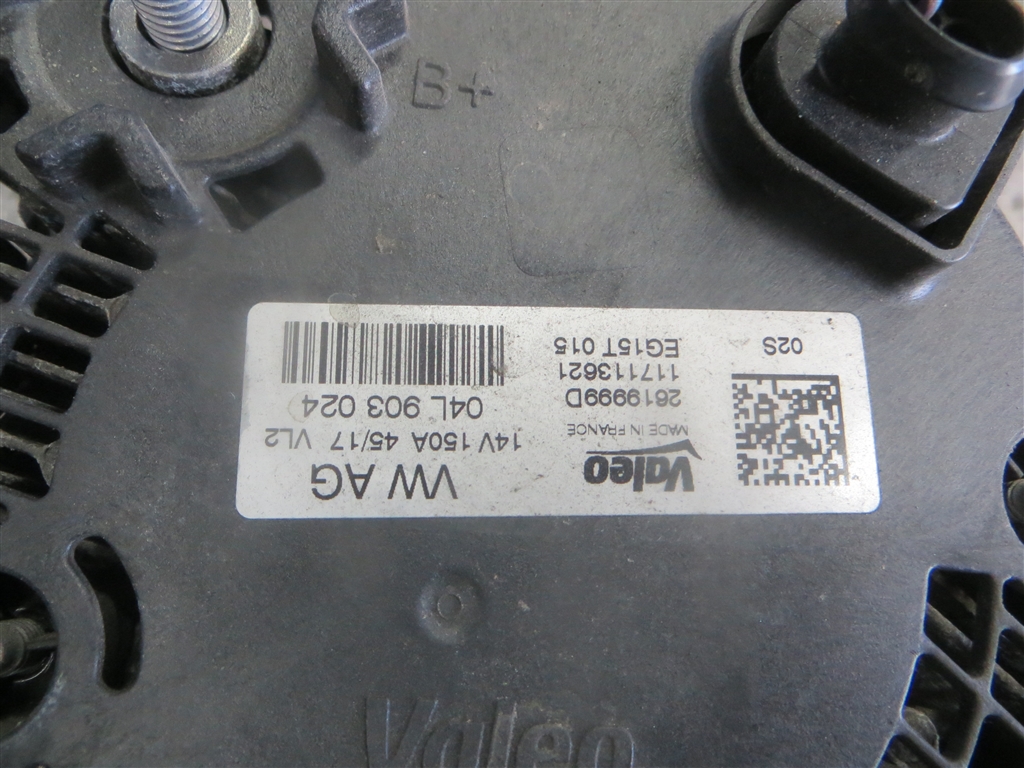 B+
Valeo
MADE IN FRANCE
VW AG
14V 150A 45/17 VL2
04L 903 024
2619999D
117113621
EG15T 015
02S
Valeo